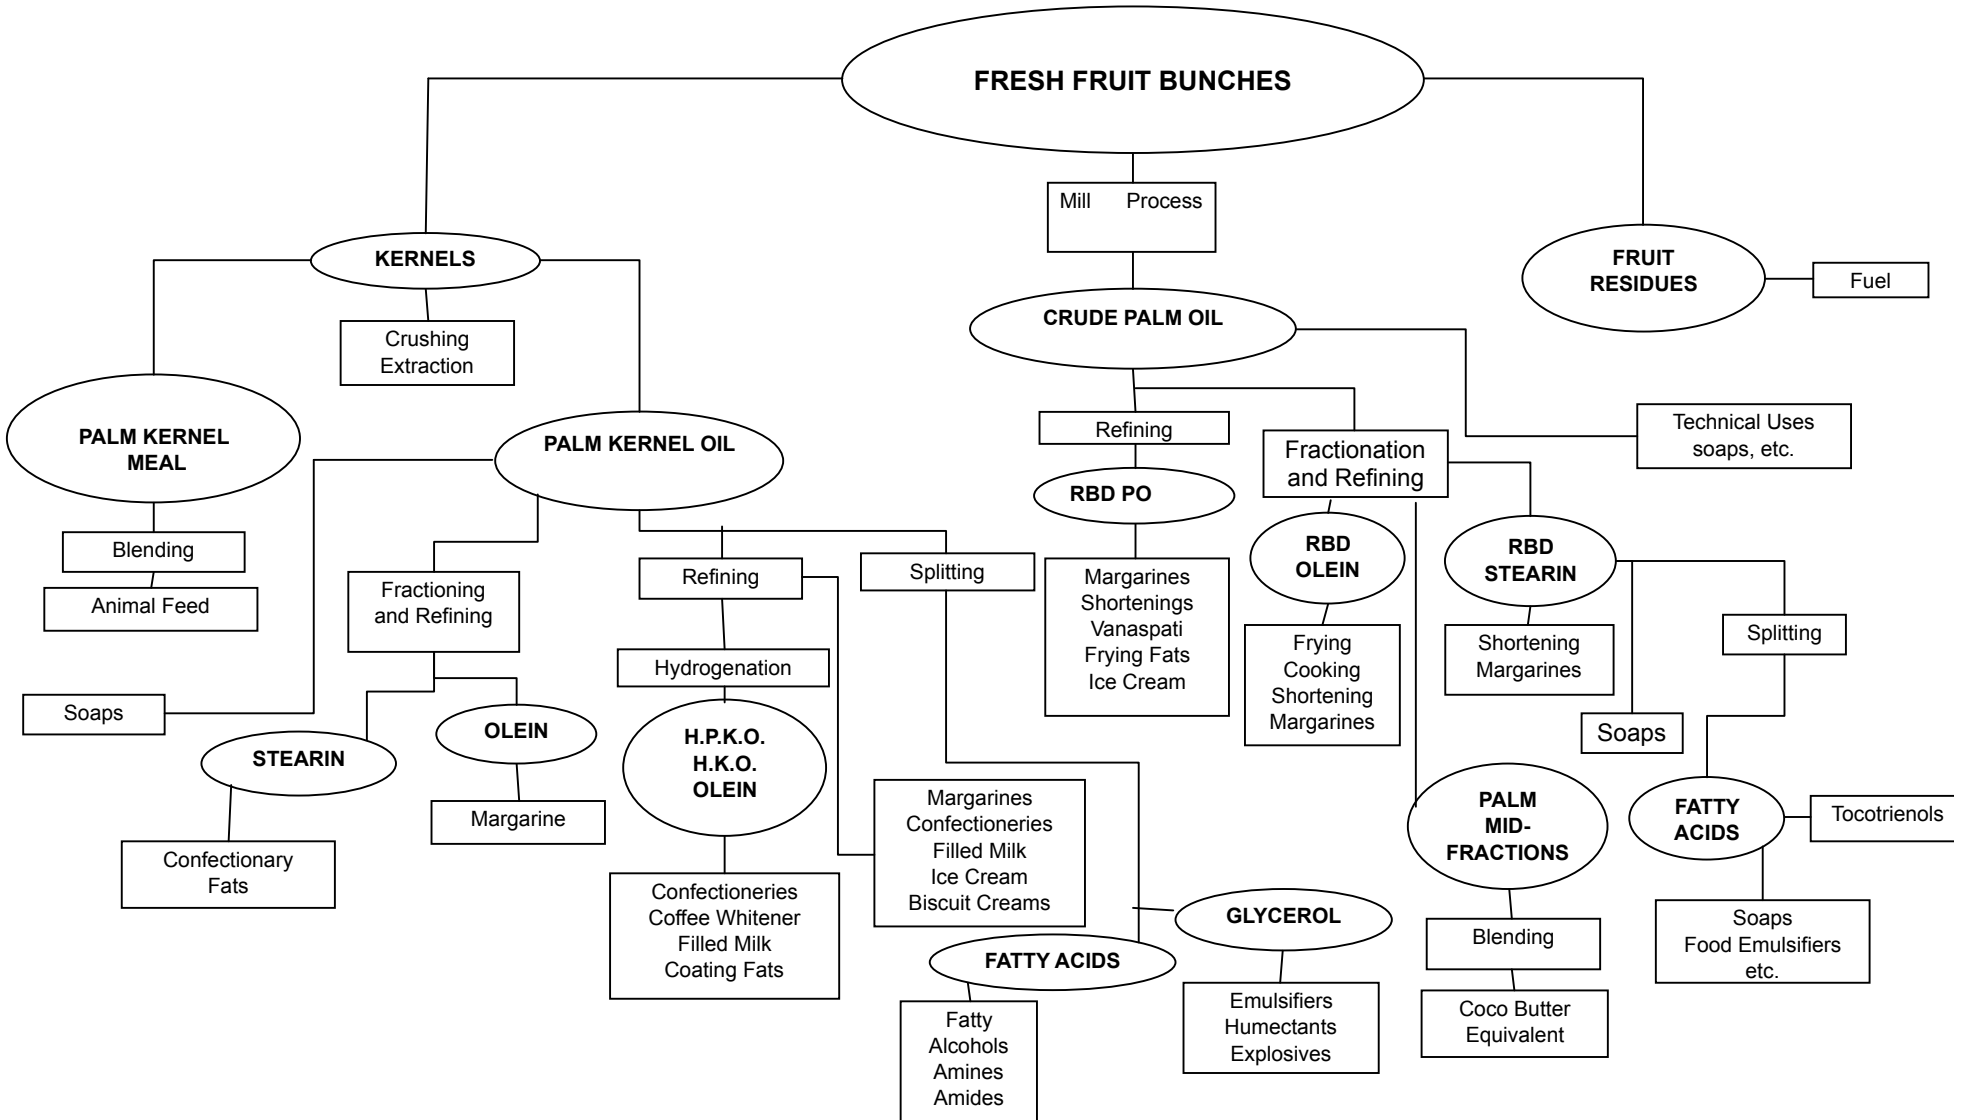 FRESH FRUIT BUNCHES
Mill Process
KERNELS
Crushing
Extraction
CRUDE PALM OIL
FRUIT
RESIDUES
Fuel
PALM KERNEL
MEAL
PALM KERNEL OIL
Refining
Fractionation
and Refining
Technical Uses
soaps, etc.
RBD PO
Blending
Animal Feed
Fractioning
and Refining
Refining
Splitting
Margarines
Shortenings
Vanaspati
Frying Fats
Ice Cream
RBD
OLEIN
RBD
STEARIN
Frying
Cooking
Shortening
Margarines
Shortening
Margarines
Splitting
Hydrogenation
Soaps
Soaps
STEARIN
OLEIN
H.P.K.O.
H.K.O.
OLEIN
Margarine
Confectionary
Fats
Margarines
Confectioneries
Filled Milk
Ice Cream
Biscuit Creams
PALM
MID-
FRACTIONS
FATTY
ACIDS
Tocotrienols
Confectioneries
Coffee Whitener
Filled Milk
Coating Fats
GLYCEROL
FATTY ACIDS
Blending
Soaps
Food Emulsifiers
etc.
Fatty
Alcohols
Amines
Amides
Emulsifiers
Humectants
Explosives
Coco Butter
Equivalent